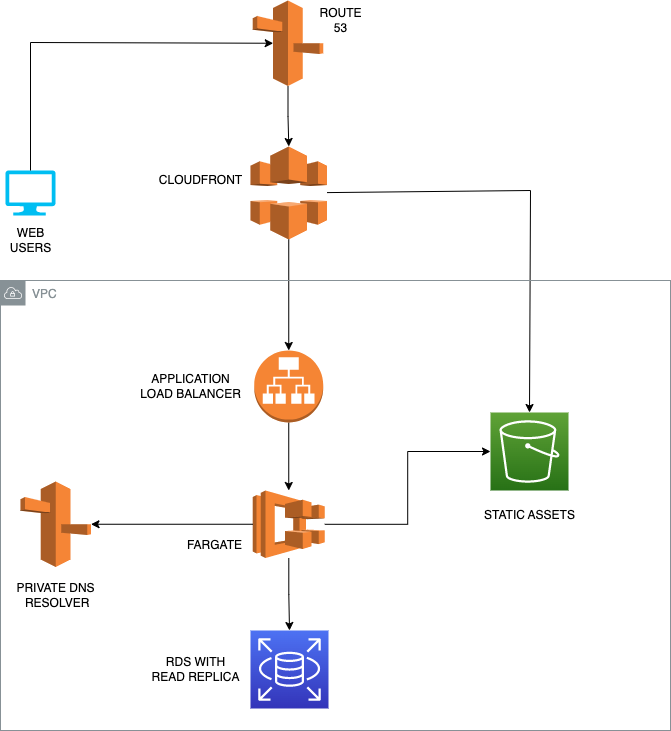 ROUTE
53
CLOUDFRONT
WEB
USERS
VPC
APPLICATION
LOAD BALANCER
STATIC ASSETS
FARGATE
PRIVATE DNS
RESOLVER
RDS WITH
READ REPLICA